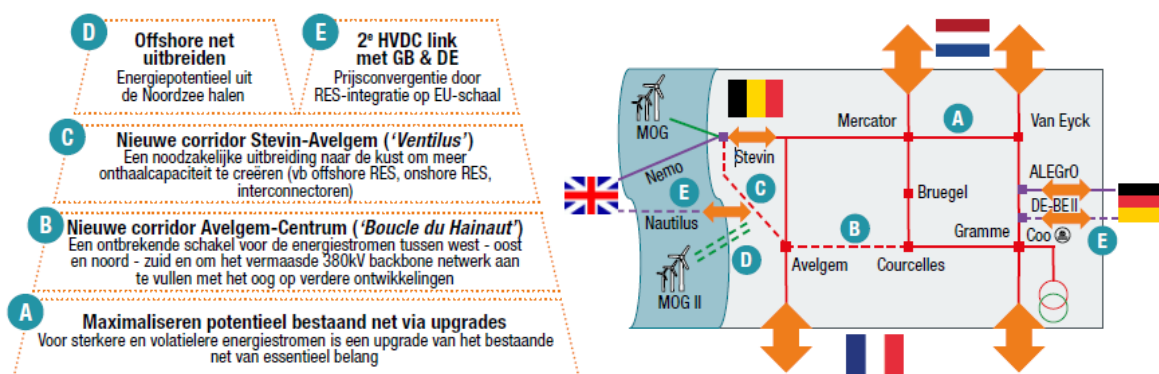 D
Offshore net
uitbreiden
Energiepotentieel uit
de Noordzee halen
E
2e HVDC link
met GB & DE
Prijsconvergentie door
RES-integratie op EU-schaal
C
Nieuwe corridor Stevin-Avelgem ('Ventilus')
Een noodzakelijke uitbreiding naar de kust om meer
onthaalcapaciteit te creëren (vb offshore RES, onshore RES,
interconnectoren)
B
Nieuwe corridor Avelgem-Centrum ('Boucle du Hainaut')
Een ontbrekende schakel voor de energiestromen tussen west - oost
en noord - zuid en om het vermaasde 380kV backbone netwerk aan
te vullen met het oog op verdere ontwikkelingen
A
Maximaliseren potentieel bestaand net via upgrades
Voor sterkere en volatielere energiestromen is een upgrade van het bestaande
net van essentieel belang
MOG
Mercator
A
Van Eyck
Stevin
Nemo
ALEGrO
E
C
Bruegel
DE-BE II
Nautilus
B
Gramme
Coo
E
D
Avelgem
Courcelles
MOG II